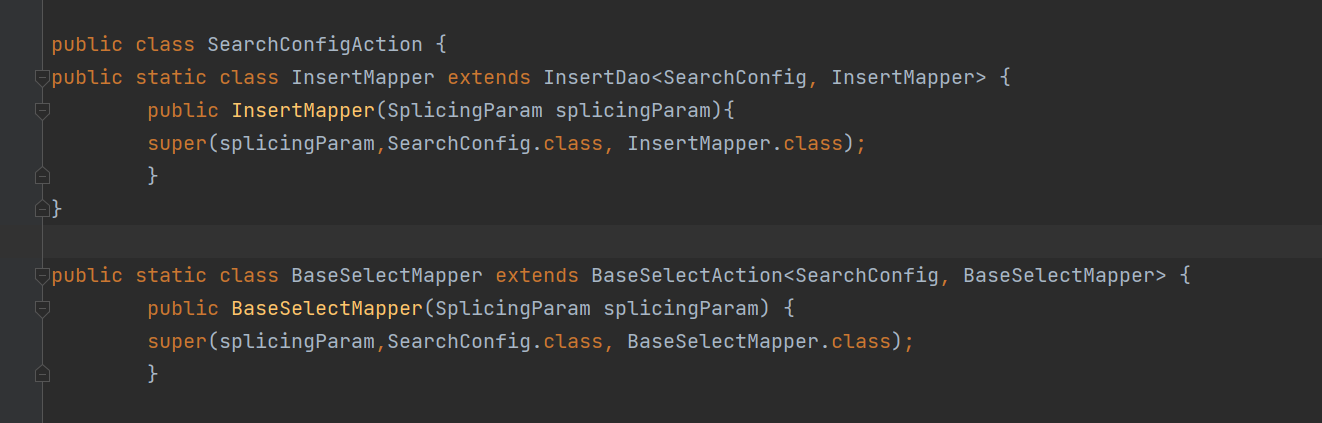 public class SearchConfigAction {
public static class InsertMapper extends InsertDao<SearchConfig, InsertMapper> {
        public InsertMapper(SplicingParam splicingParam){
        super(splicingParam,SearchConfig.class, InsertMapper.class);
        }
}
public static class BaseSelectMapper extends BaseSelectAction<SearchConfig, BaseSelectMapper> {
        public BaseSelectMapper(SplicingParam splicingParam) {
        super(splicingParam,SearchConfig.class, BaseSelectMapper.class);
        }